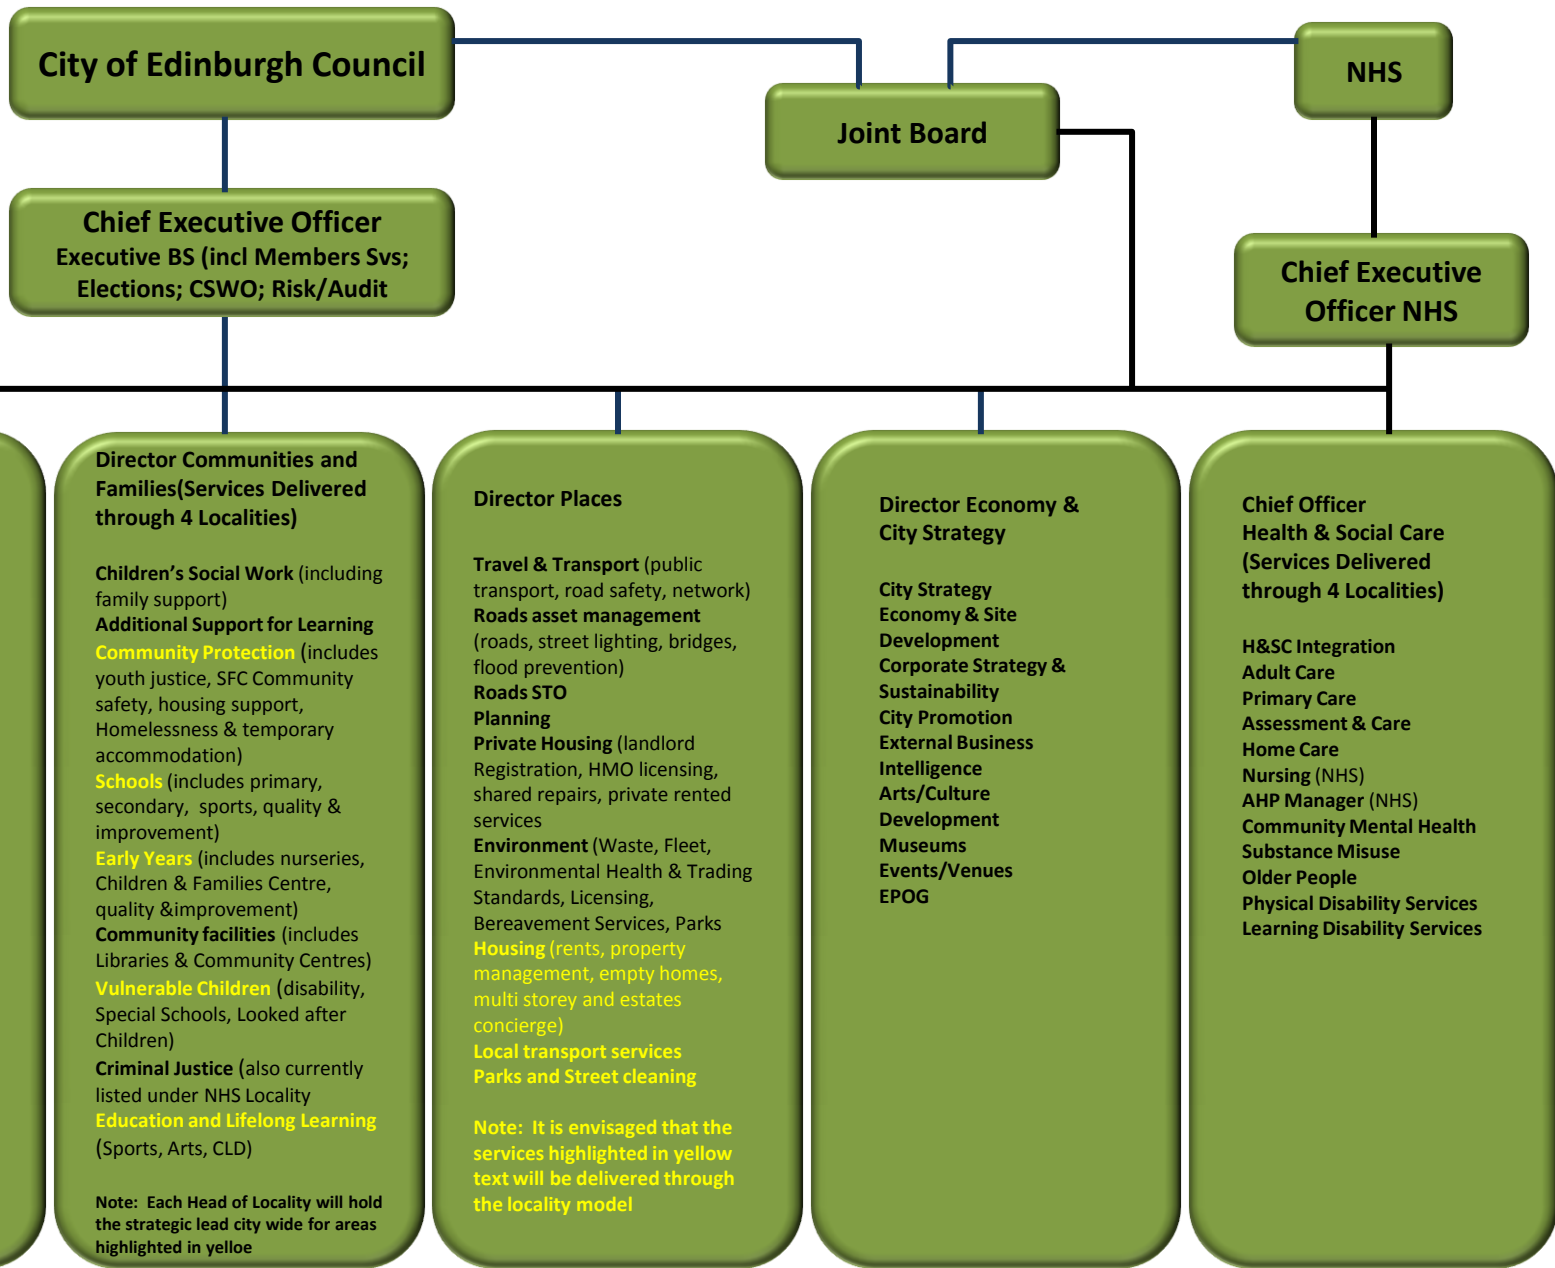 City of Edinburgh Council
NHS
Joint Board
Chief Executive Officer
Executive BS (incl Members Svs;
Elections; CSWO; Risk/Audit
Chief Executive
Officer NHS
Director Communities and
Families(Services Delivered
through 4 Localities)
Children’s Social Work (including
family support)
Additional Support for Learning
Community Protection (includes
youth justice, SFC Community
safety, housing support,
Homelessness & temporary
accommodation)
Schools (includes primary,
secondary, sports, quality &
improvement)
Early Years (includes nurseries,
Children & Families Centre,
quality &improvement)
Community facilities (includes
Libraries & Community Centres)
Vulnerable Children (disability,
Special Schools, Looked after
Children)
Criminal Justice (also currently
listed under NHS Locality
Education and Lifelong Learning
(Sports, Arts, CLD)
Note: Each Head of Locality will hold
the strategic lead city wide for areas
highlighted in yelloe
Director Places
Travel & Transport (public
transport, road safety, network)
Roads asset management
(roads, street lighting, bridges,
flood prevention)
Roads STO
Planning
Private Housing (landlord
Registration, HMO licensing,
shared repairs, private rented
services
Environment (Waste, Fleet,
Environmental Health & Trading
Standards, Licensing,
Bereavement Services, Parks
Housing (rents, property
management, empty homes,
multi storey and estates
concierge)
Local transport services
Parks and Street cleaning
Note: It is envisaged that the
services highlighted in yellow
text will be delivered through
the locality model
Director Economy &
City Strategy
City Strategy
Economy & Site
Development
Corporate Strategy &
Sustainability
City Promotion
External Business
Intelligence
Arts/Culture
Development
Museums
Events/Venues
EPOG
Chief Officer
Health & Social Care
(Services Delivered
through 4 Localities)
H&SC Integration
Adult Care
Primary Care
Assessment & Care
Home Care
Nursing (NHS)
AHP Manager (NHS)
Community Mental Health
Substance Misuse
Older People
Physical Disability Services
Learning Disability Services